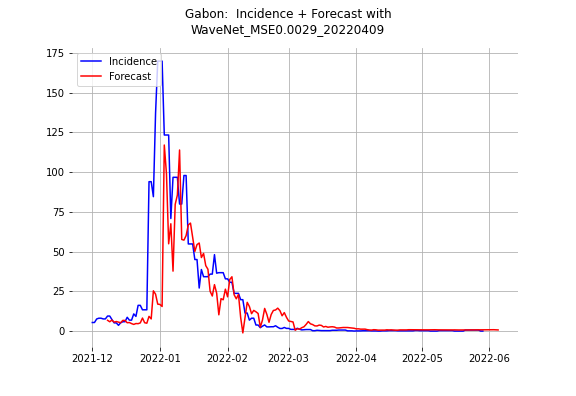 Gabon:  Incidence + Forecast with
WaveNet_MSE0.0029_20220409
Incidence
Forecast
175
150
125
100
75
50
25
0
2021-12 2022-01 2022-02 2022-03 2022-04 2022-05 2022-06